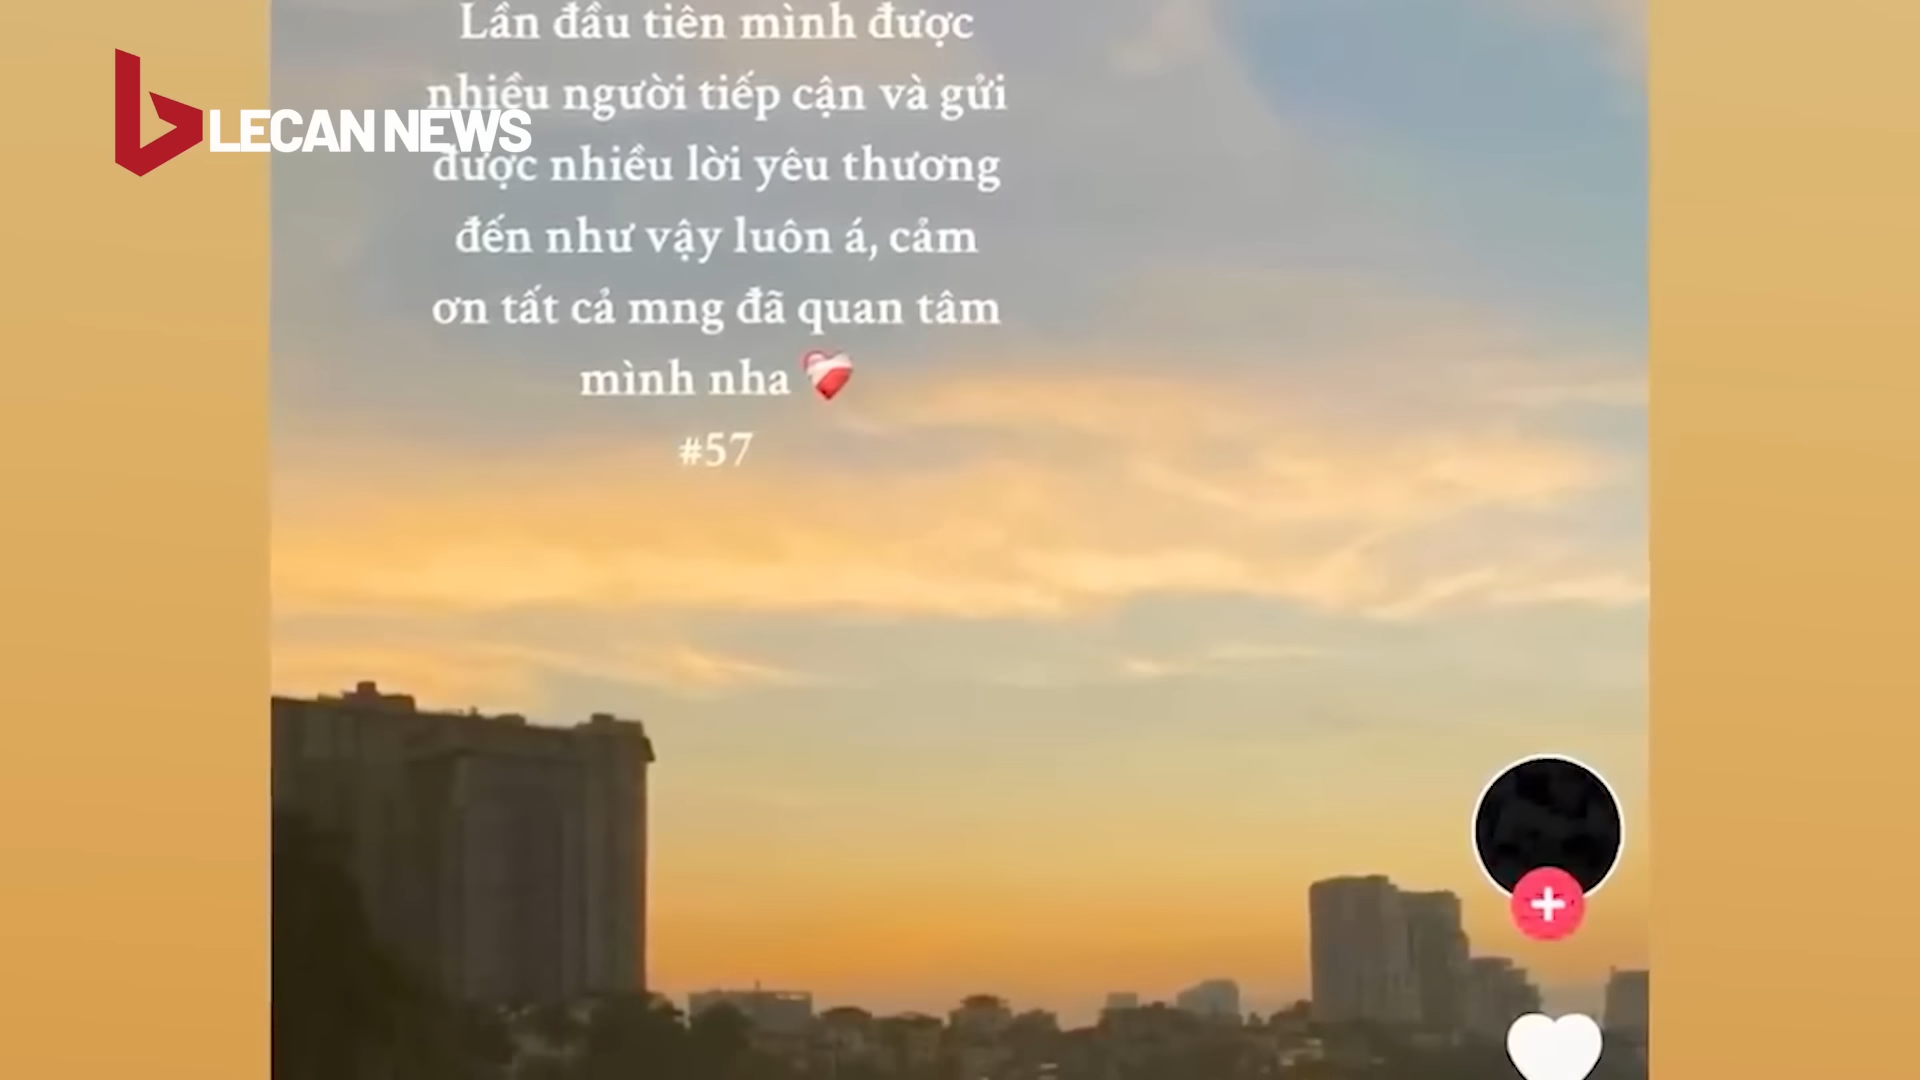 Lần đầu tiên mình được
nhiều người tiếp cận và gửi
LECAN NEWS
được nhiều lời yêu thương
đến như vậy luôn á, cảm
ơn tất cả mng đã quan tâm
mình nha
#57